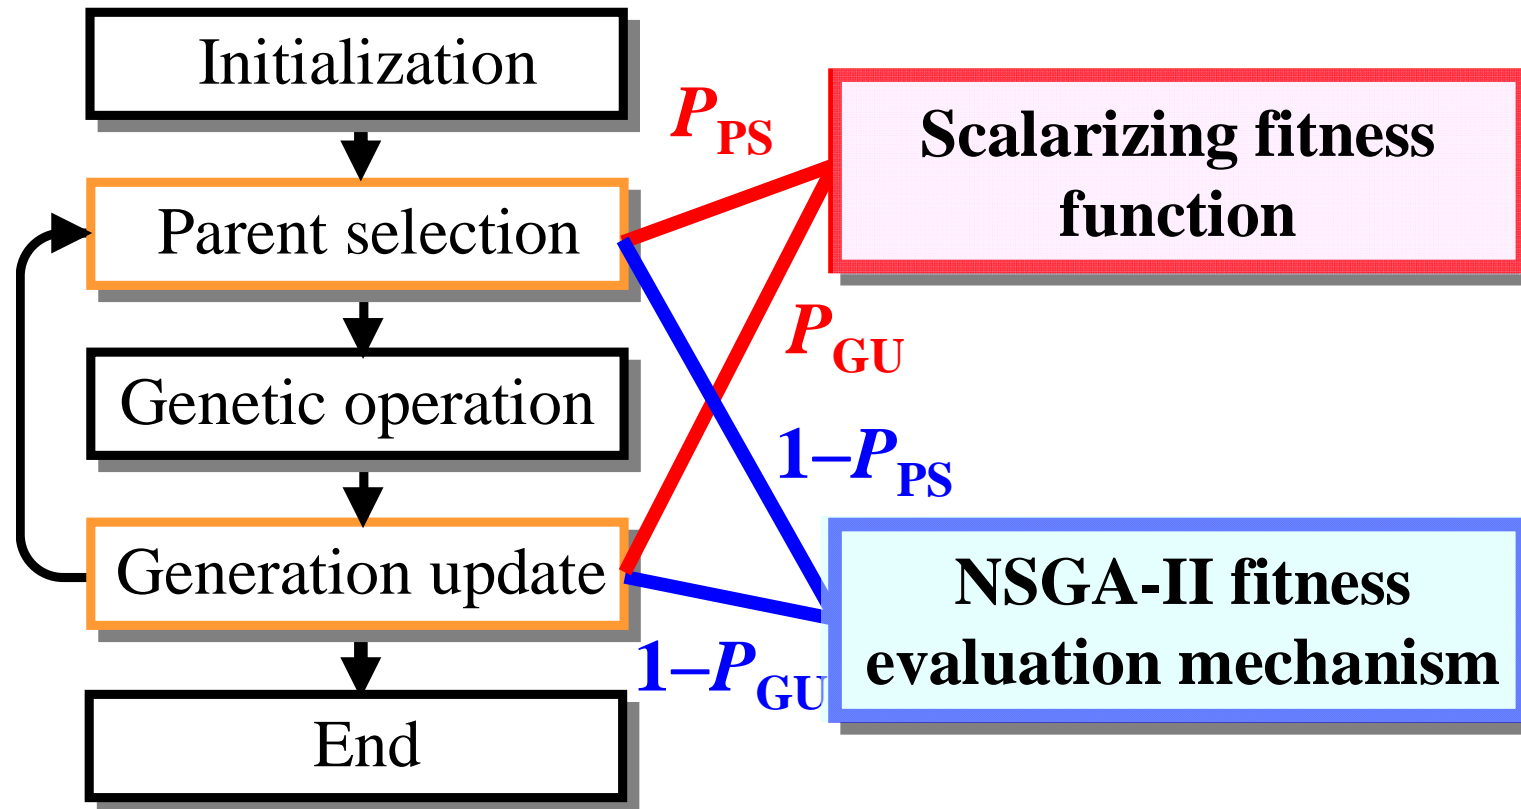 Initialization
Parent selection
Genetic operation
Generation update
End
P_PS
P_GU
1–P_PS
1–P_GU
Scalarizing fitness
function
NSGA-II fitness
evaluation mechanism